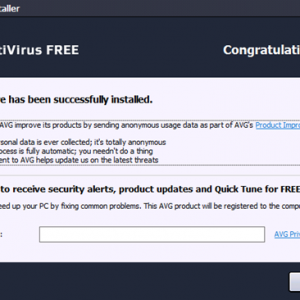 taller
tiVirus FREE
Congratulati
re has been successfully installed.
AVG improve its products by sending anonymous usage data as part of AVG's Product Impro
rsonal data is ever collected; it's totally anonymous
ocess is fully automatic; you needn't do a thing
ent to AVG helps update us on the latest threats
to receive security alerts, product updates and Quick Tune for FREE
eed up your PC by fixing common problems. This AVG product will be registered to the compu
:
AVG Priv